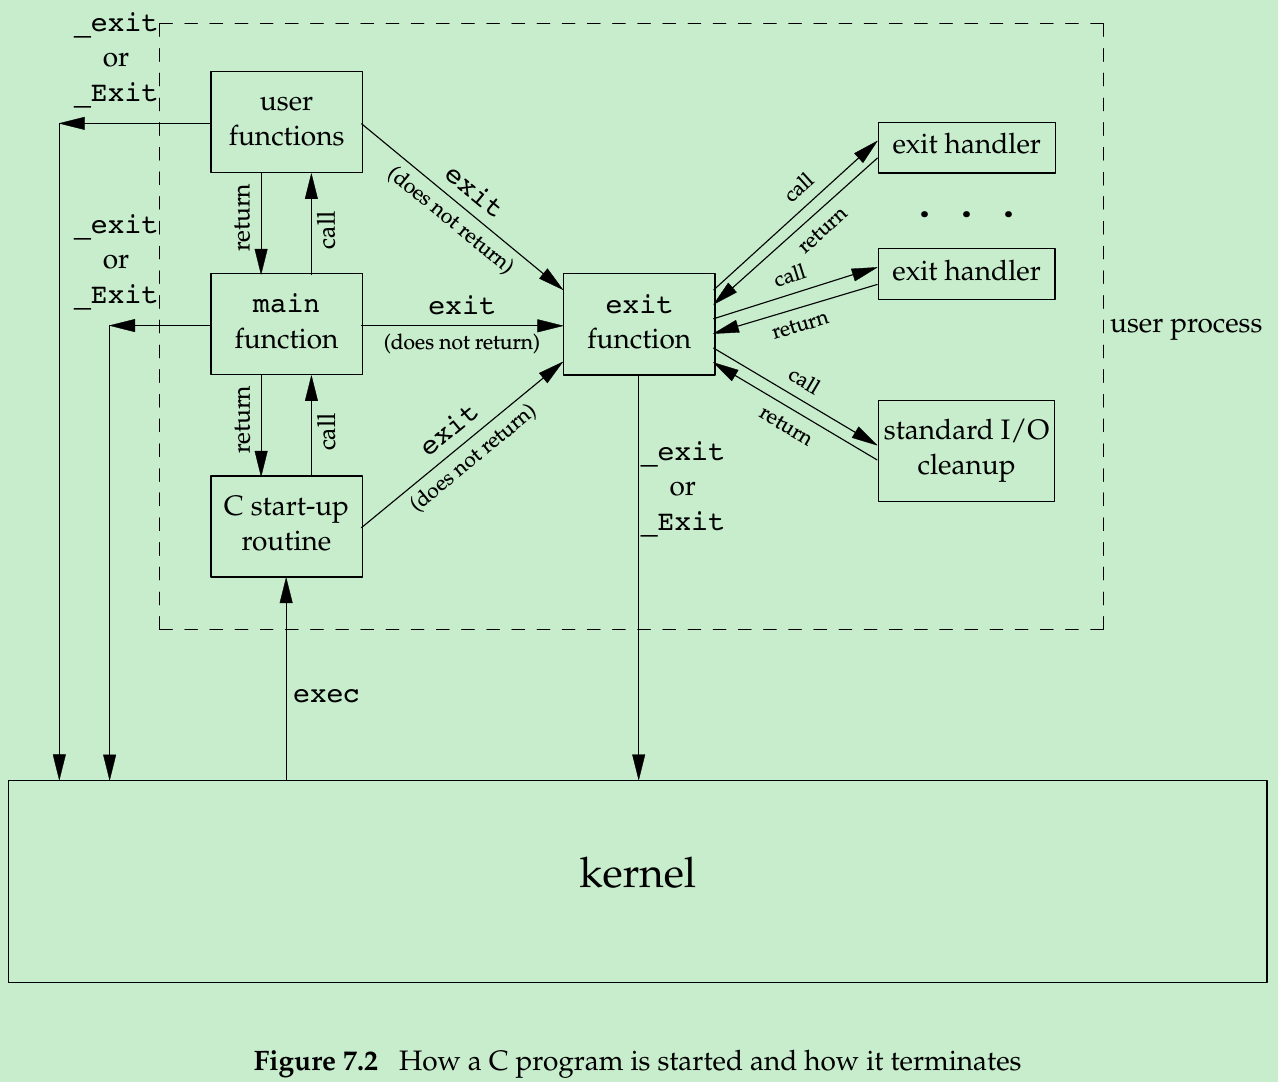 _exit
or
_Exit
user
functions
exit
(does not return)
call
return
exit handler
. . .
return
call
_exit
or
_Exit
main
function
exit
(does not return)
exit
function
call
return
exit handler
user process
return
call
exit
(does not return)
call
return
standard I/O
cleanup
C start-up
routine
_exit
or
_Exit
exec
kernel
Figure 7.2 How a C program is started and how it terminates